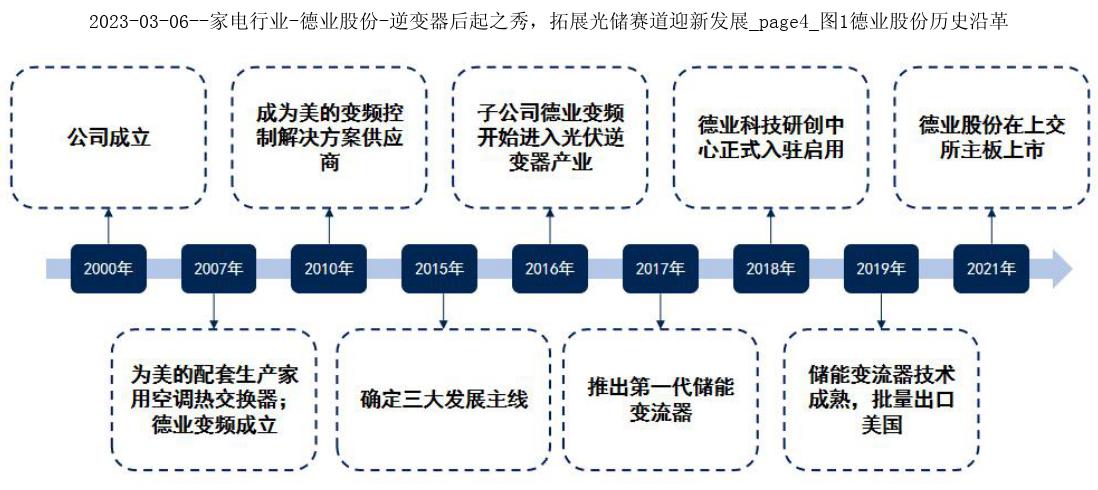 2023-03-06--家电行业-德业股份-逆变器后起之秀，拓展光储赛道迎新发展_page4_图1德业股份历史沿革
公司成立
成为美的变频控
制解决方案供应
商
子公司德业变频
开始进入光伏逆
变器产业
德业科技研创中
心正式入驻启用
德业股份在上交
所主板上市
2000年
2007年
2010年
2015年
2016年
2017年
2018年
2019年
2021年
为美的配套生产家
用空调热交换器；
德业变频成立
确定三大发展主线
推出第一代储能
变流器
储能变流器技术
成熟，批量出口
美国